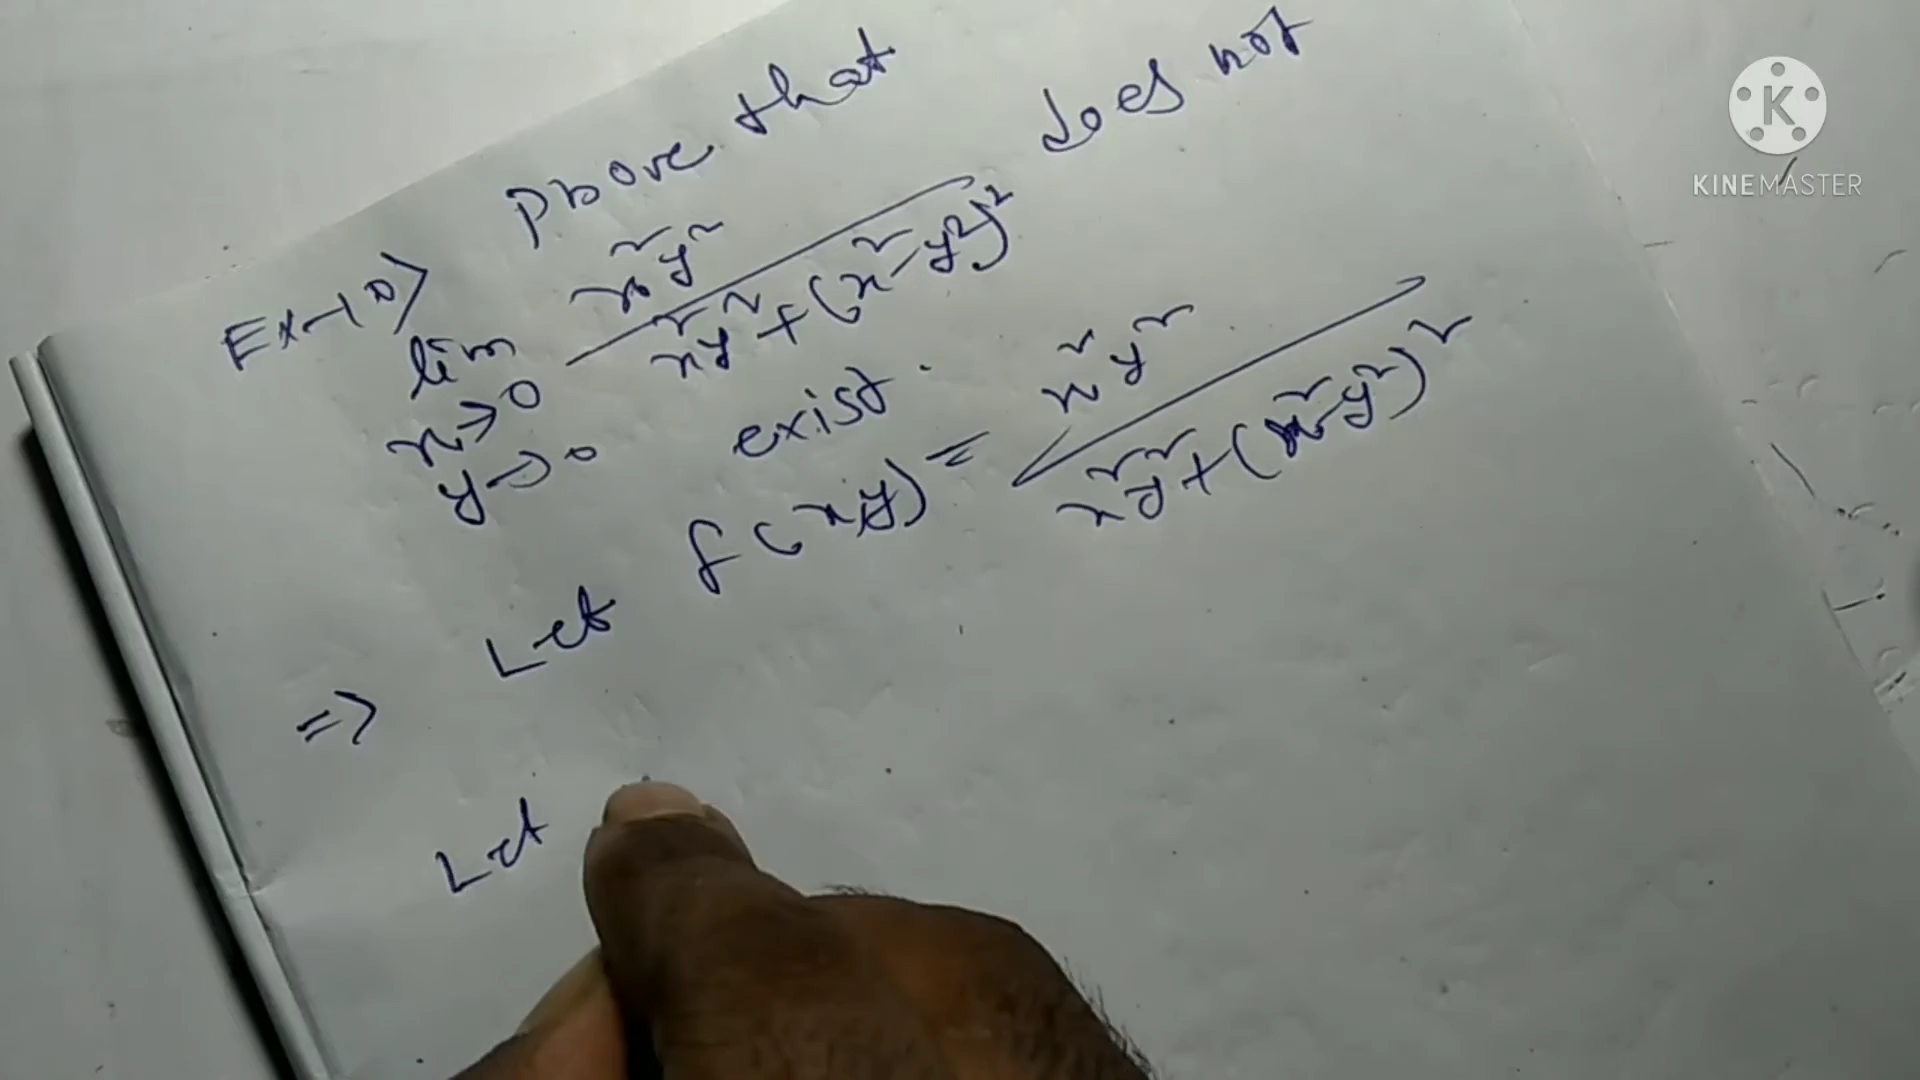 Ex-10> Prove that
lim x→0 y→0 x²y² / x²y²+(x²-y²)² does not
exist.
=> Let f(x,y) = x²y² / x²y²+(x²-y²)²
Let
K
KINEMASTER